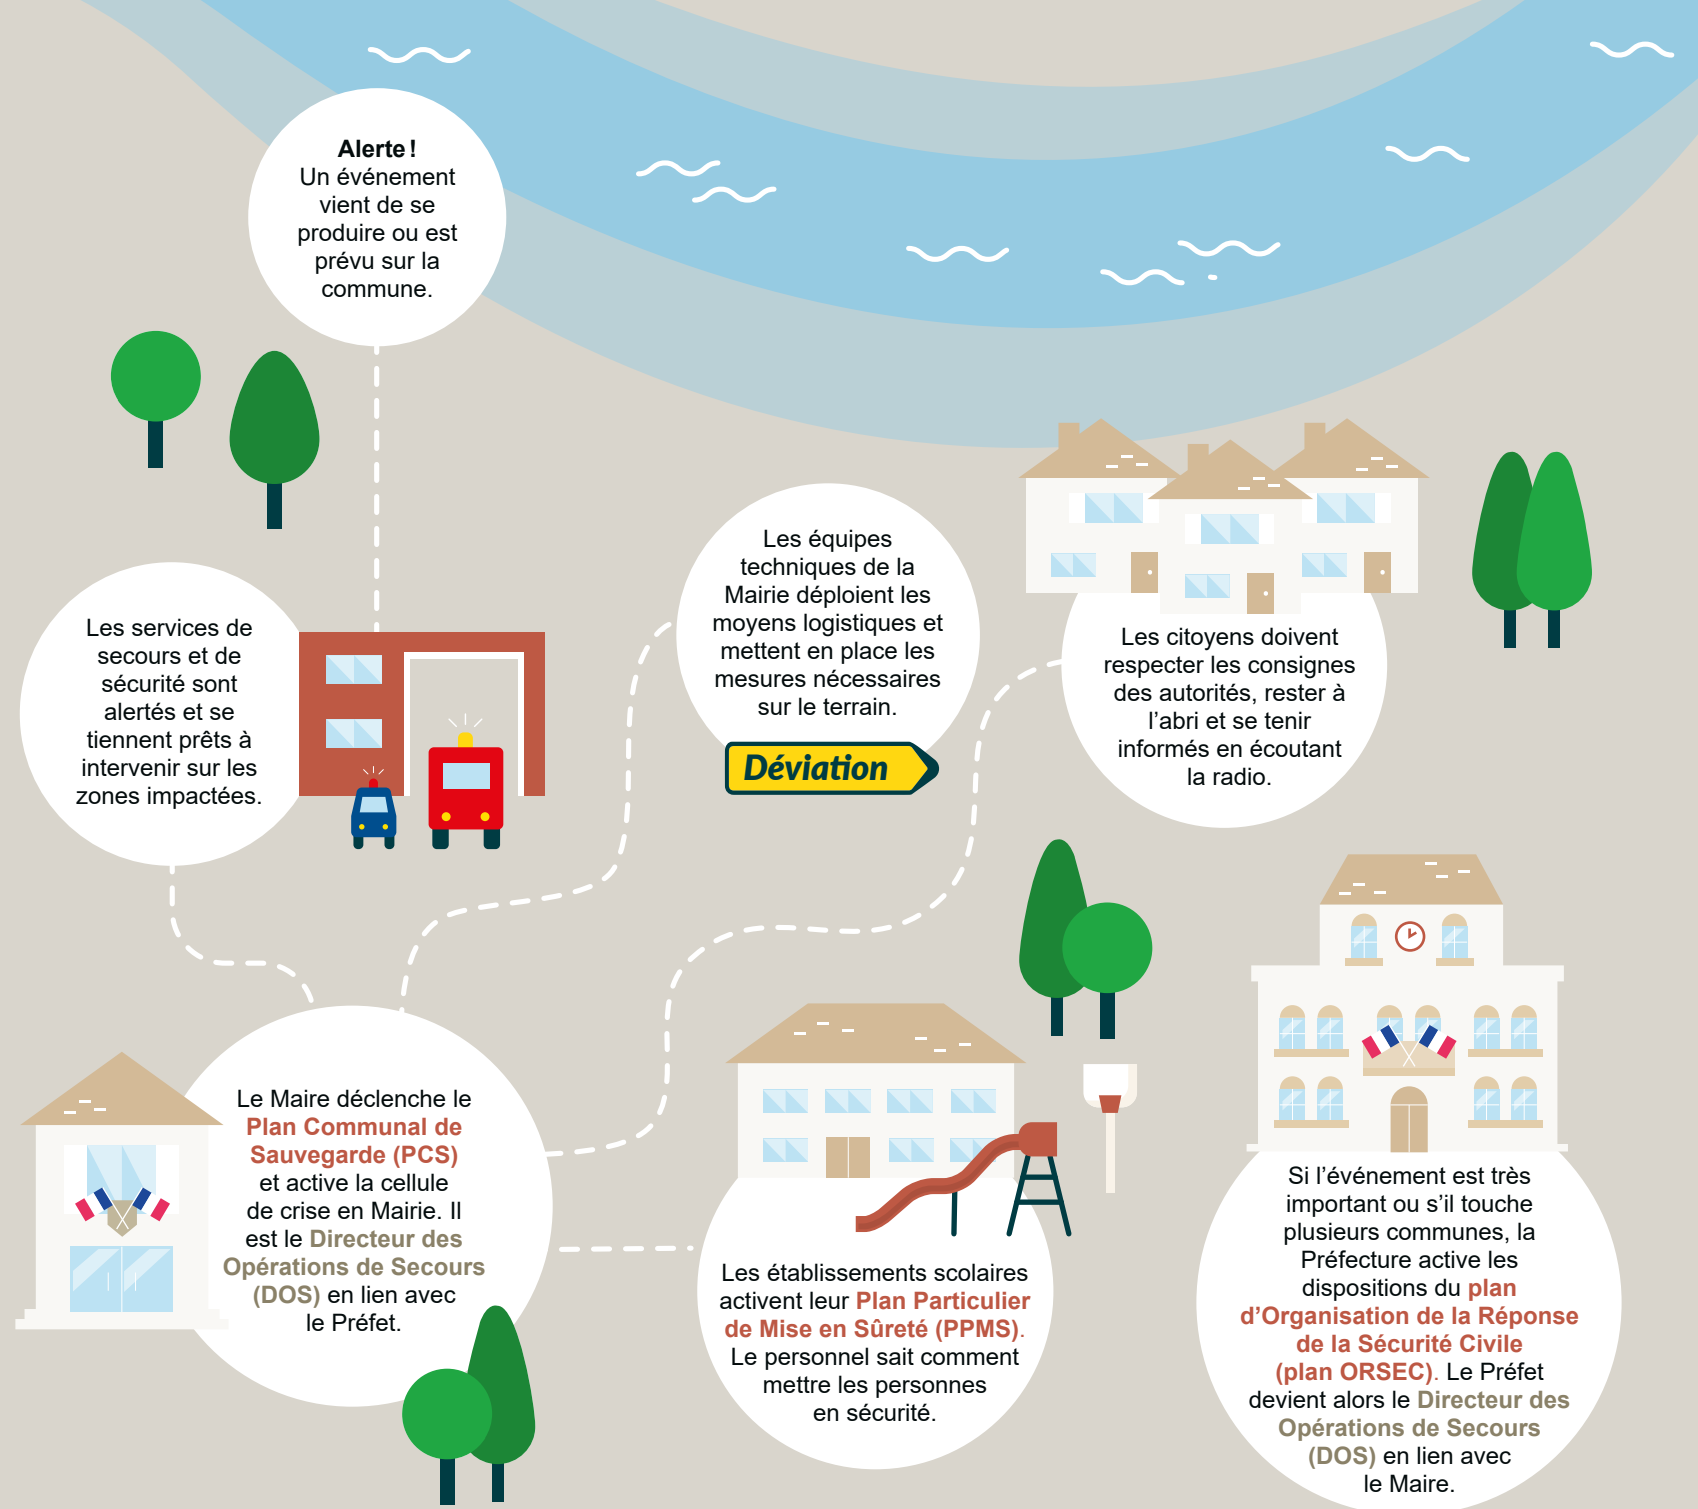 Alerte !
Un événement
vient de se
produire ou est
prévu sur la
commune.
Les services de
secours et de
sécurité sont
alertés et se
tiennent prêts à
intervenir sur les
zones impactées.
Les équipes
techniques de la
Mairie déploient les
moyens logistiques et
mettent en place les
mesures nécessaires
sur le terrain.
Déviation
Les citoyens doivent
respecter les consignes
des autorités, rester à
l’abri et se tenir
informés en écoutant
la radio.
Le Maire déclenche le
Plan Communal de
Sauvegarde (PCS)
et active la cellule
de crise en Mairie. Il
est le Directeur des
Opérations de Secours
(DOS) en lien avec
le Préfet.
Les établissements scolaires
activent leur Plan Particulier
de Mise en Sûreté (PPMS).
Le personnel sait comment
mettre les personnes
en sécurité.
Si l’événement est très
important ou s’il touche
plusieurs communes, la
Préfecture active les
dispositions du plan
d’Organisation de la Réponse
de la Sécurité Civile
(plan ORSEC). Le Préfet
devient alors le Directeur des
Opérations de Secours
(DOS) en lien avec
le Maire.